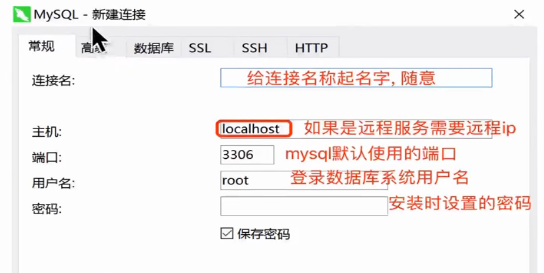 MySQL - 新建连接
常规 高 数据库 SSL SSH HTTP
连接名: 给连接名称起名字, 随意
主机: localhost 如果是远程服务需要远程ip
端口: 3306 mysql默认使用的端口
用户名: root 登录数据库系统用户名
密码: 安装时设置的密码
保存密码